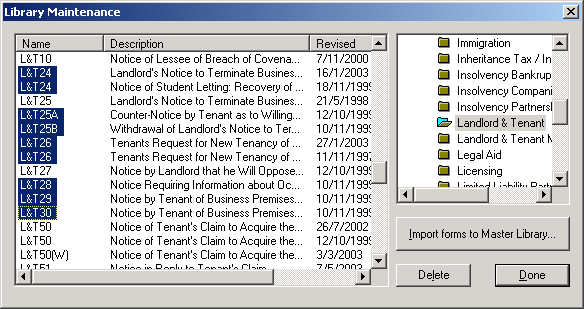 Library Maintenance
Name Description Revised
L&T10 Notice of Lessee of Breach of Covena... 7/11/2000
L&T24 Landlord's Notice to Terminate Busines... 16/1/2003
L&T24 Notice of Student Letting: Recovery of ... 18/11/199
L&T25 Landlord's Notice to Terminate Busines... 21/5/1998
L&T25A Counter-Notice by Tenant as to Willing... 12/10/199
L&T25B Withdrawal of Landlord's Notice to Ter... 10/11/199
L&T26 Tenants Request for New Tenancy of ... 27/1/2003
L&T26 Tenants Request for New Tenancy of ... 11/11/199
L&T27 Notice by Landlord that he Will Oppose... 12/10/199
L&T28 Notice Requiring Information about Oc... 10/11/199
L&T29 Notice by Tenant of Business Premises... 10/11/199
L&T30 Notice by Tenant of Business Premises... 10/11/199
L&T50 Notice of Tenant's Claim to Acquire the... 26/7/2002
L&T50 Notice of Tenant's Claim to Acquire the... 12/10/199
L&T50(W) Notice of Tenant's Claim to Acquire the... 3/3/2003
L&T51 Notice in Reply to Tenant's Claim 7/5/2003
Immigration
Inheritance Tax / In
Insolvency Bankrup
Insolvency Compani
Insolvency Partnersh
Landlord & Tenant
Landlord & Tenant M
Legal Aid
Licensing
Limited Liability Part
Import forms to Master Library...
Delete Done